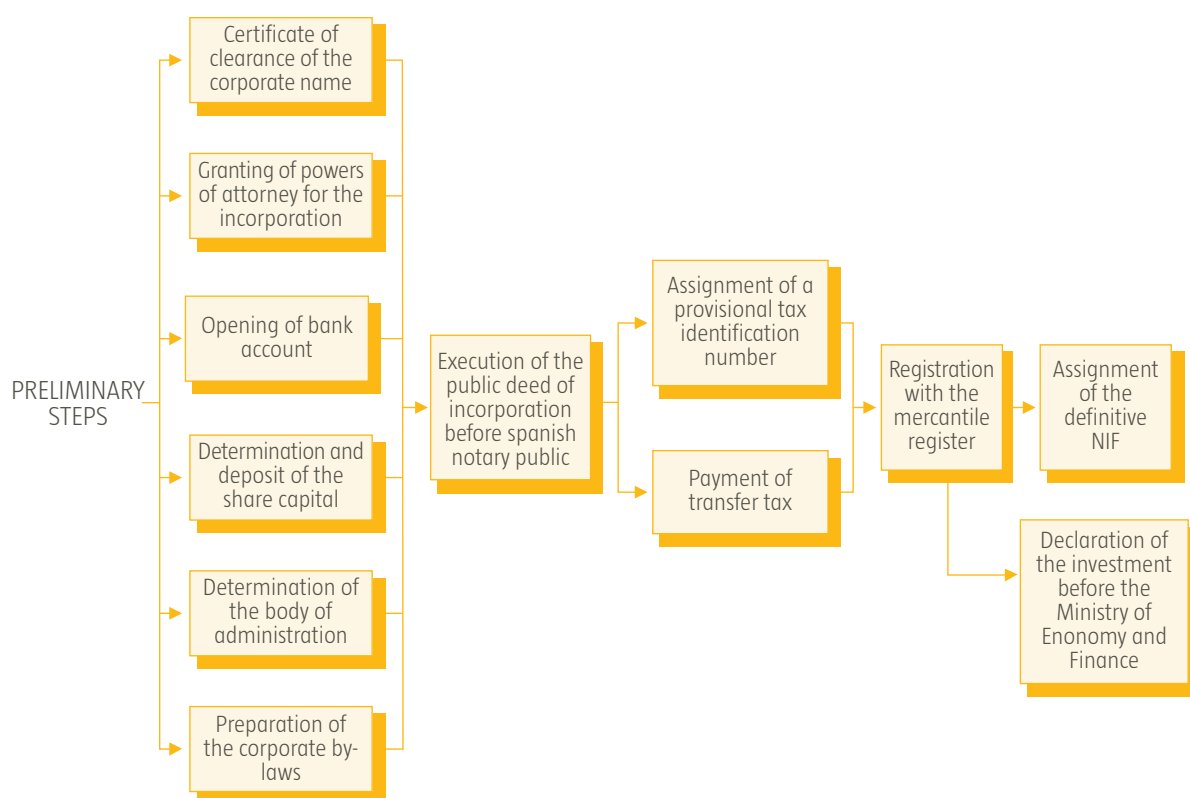 PRELIMINARY
STEPS
Certificate of
clearance of the
corporate name
Granting of powers
of attorney for the
incorporation
Opening of bank
account
Determination and
deposit of the
share capital
Determination of
the body of
administration
Preparation of
the corporate by-
laws
Execution of the
public deed of
incorporation
before spanish
notary public
Assignment of a
provisional tax
identification
number
Payment of
transfer tax
Registration
with the
mercantile
register
Assignment
of the
definitive
NIF
Declaration of
the investment
before the
Ministry of
Enonomy and
Finance